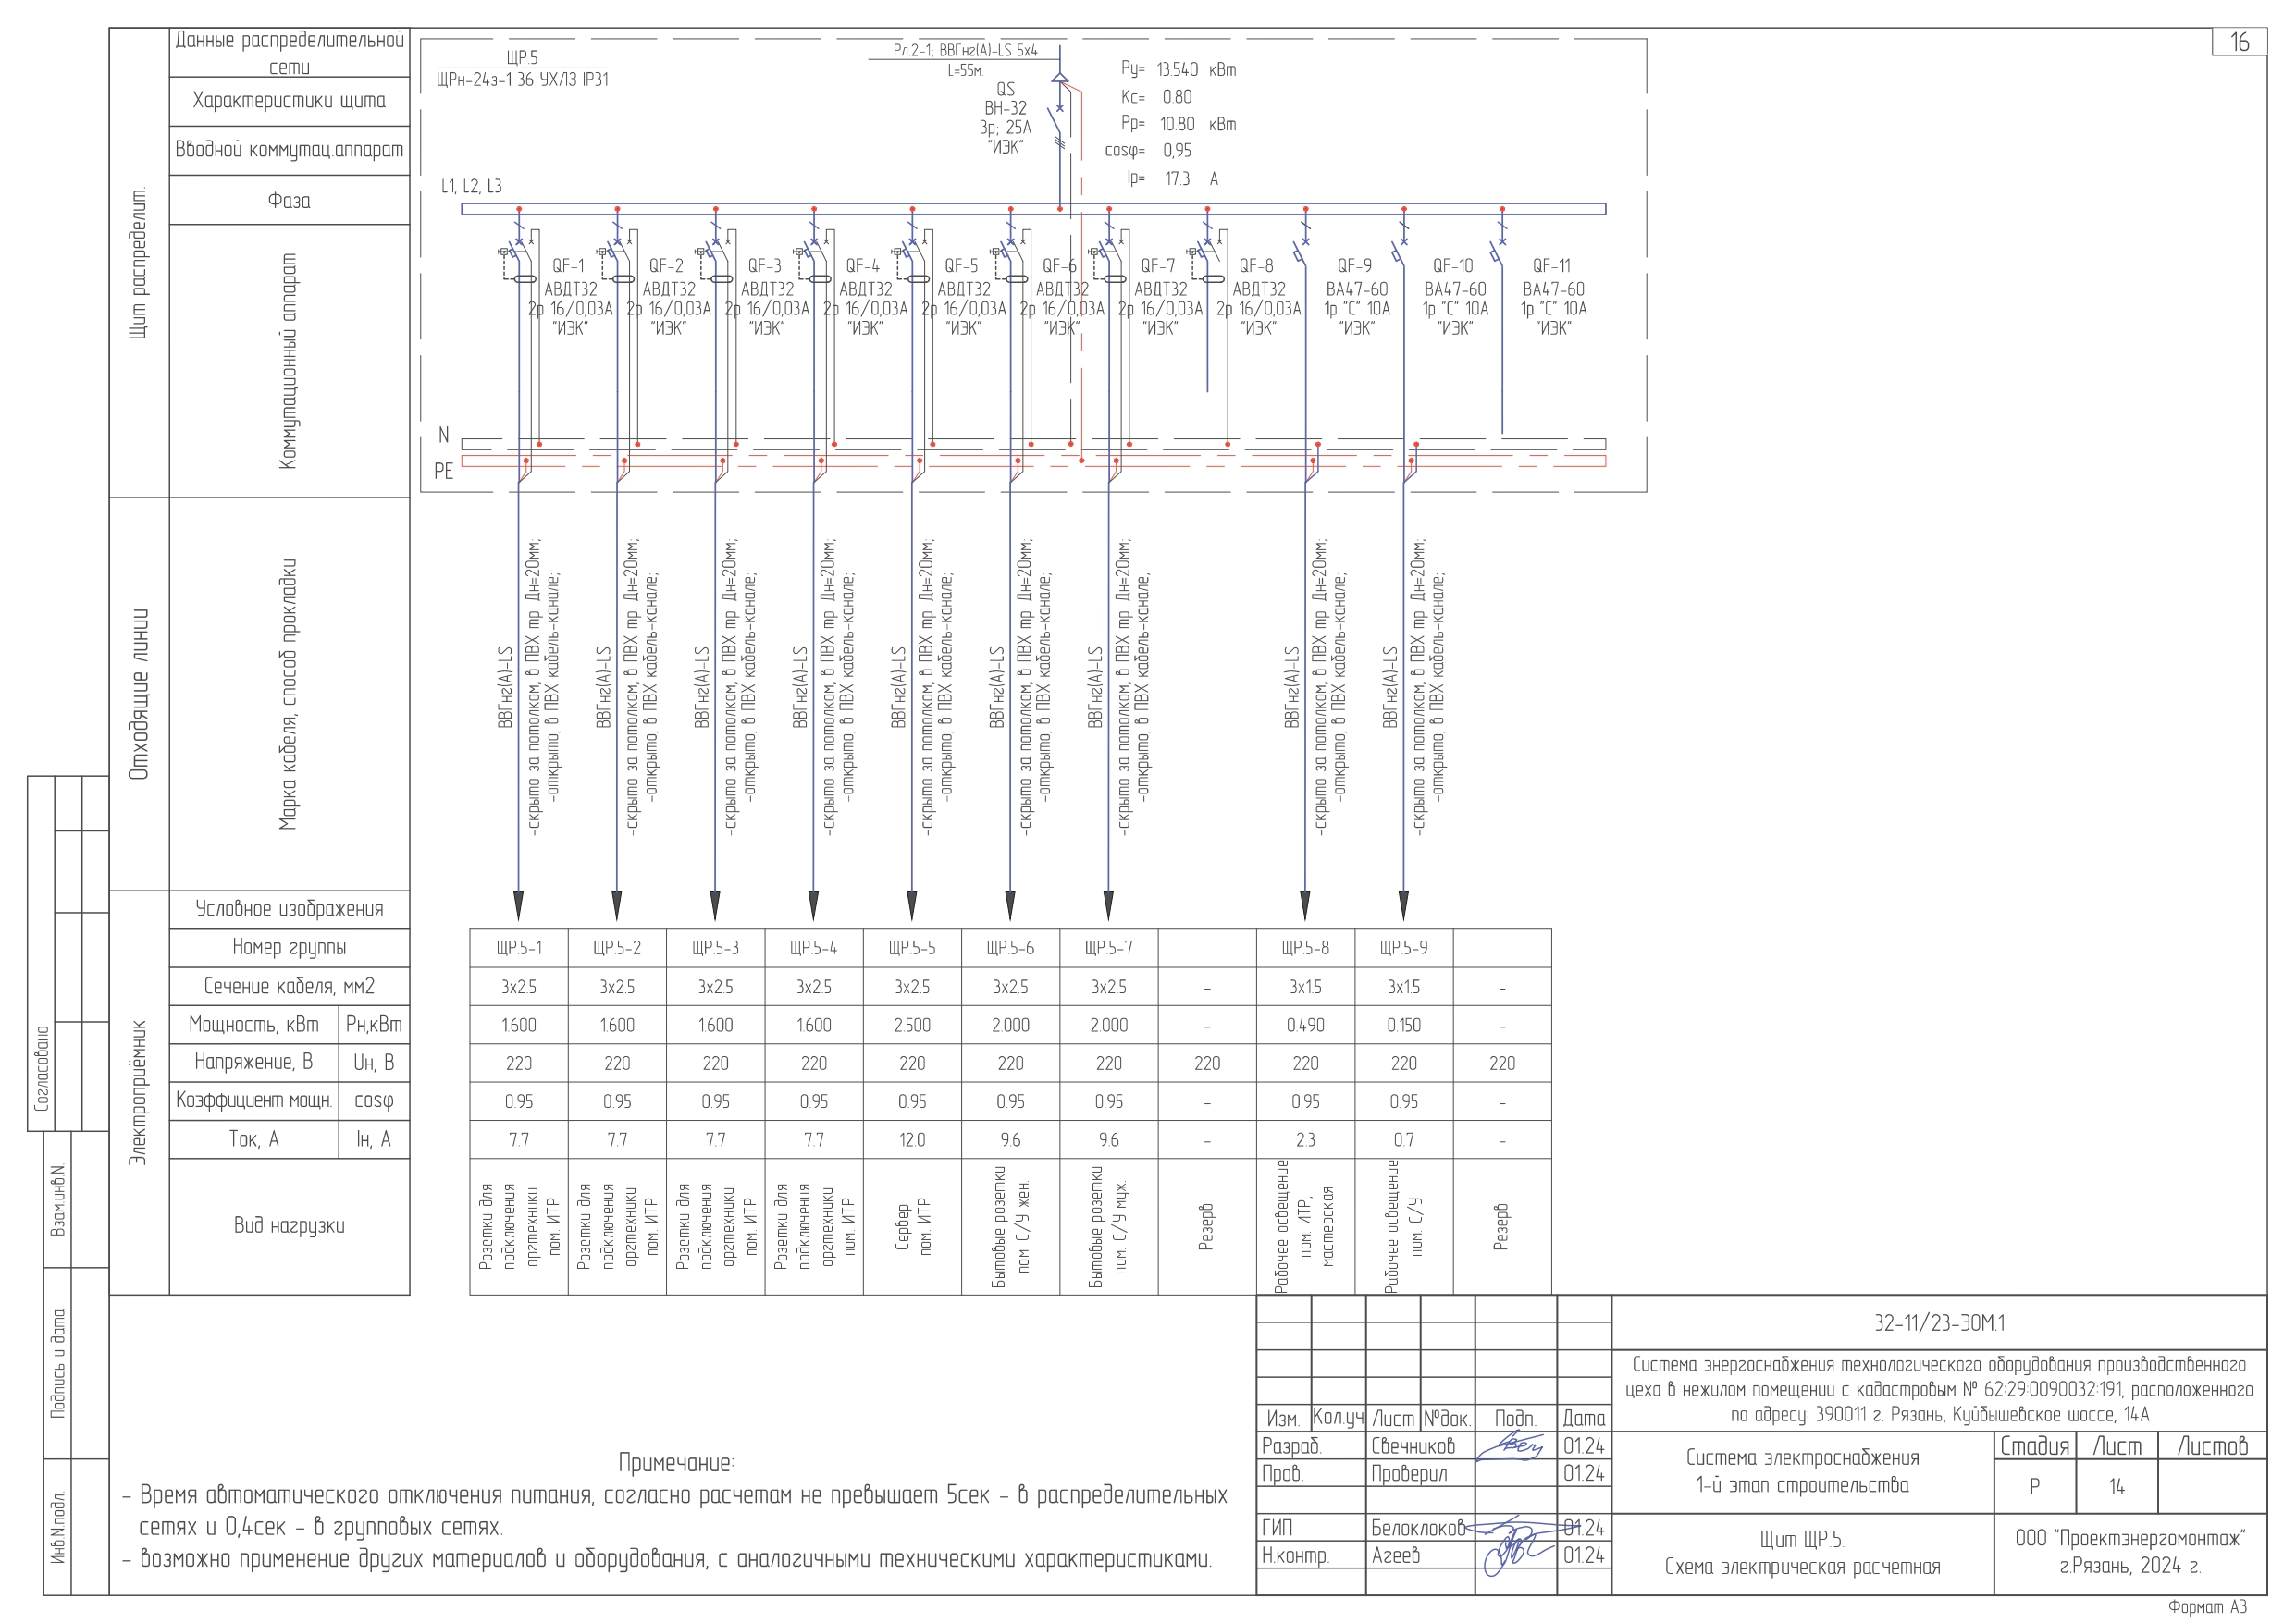 16
Данные распределительной
сети
Характеристики щита
Вводной коммутац.аппарат
Фаза
Коммутационный аппарат
Щит распределит.
Отходящие линии
Марка кабеля, способ прокладки
Электроприёмник
Условное изображения
Номер группы
Сечение кабеля, мм2
Мощность, кВт Рн,кВт
Напряжение, В Uн, В
Коэффициент мощн. cosφ
Ток, А Iн, А
Вид нагрузки
ЩР.5
ЩРн-24з-1 36 УХЛ3 IP31
Рл.2-1; ВВГнг(А)-LS 5х4
L=55м.
QS
ВН-32
3р; 25А
"ИЭК"
Ру= 13.540 кВт
Кс= 0.80
Рр= 10.80 кВт
cosφ= 0,95
Iр= 17.3 А
L1, L2, L3
QF-1 QF-2 QF-3 QF-4 QF-5 QF-6 QF-7 QF-8 QF-9 QF-10 QF-11
АВДТ32 АВДТ32 АВДТ32 АВДТ32 АВДТ32 АВДТ32 АВДТ32 АВДТ32 ВА47-60 ВА47-60 ВА47-60
2р 16/0,03А 2р 16/0,03А 2р 16/0,03А 2р 16/0,03А 2р 16/0,03А 2р 16/0,03А 2р 16/0,03А 2р 16/0,03А 1р "С" 10А 1р "С" 10А 1р "С" 10А
"ИЭК" "ИЭК" "ИЭК" "ИЭК" "ИЭК" "ИЭК" "ИЭК" "ИЭК" "ИЭК" "ИЭК" "ИЭК"
N
PE
ВВГнг(А)-LS
-скрыто за потолком, в ПВХ тр. Дн=20мм;
-открыто, в ПВХ кабель-канале;
ВВГнг(А)-LS
-скрыто за потолком, в ПВХ тр. Дн=20мм;
-открыто, в ПВХ кабель-канале;
ВВГнг(А)-LS
-скрыто за потолком, в ПВХ тр. Дн=20мм;
-открыто, в ПВХ кабель-канале;
ВВГнг(А)-LS
-скрыто за потолком, в ПВХ тр. Дн=20мм;
-открыто, в ПВХ кабель-канале;
ВВГнг(А)-LS
-скрыто за потолком, в ПВХ тр. Дн=20мм;
-открыто, в ПВХ кабель-канале;
ВВГнг(А)-LS
-скрыто за потолком, в ПВХ тр. Дн=20мм;
-открыто, в ПВХ кабель-канале;
ВВГнг(А)-LS
-скрыто за потолком, в ПВХ тр. Дн=20мм;
-открыто, в ПВХ кабель-канале;
ВВГнг(А)-LS
-скрыто за потолком, в ПВХ тр. Дн=20мм;
-открыто, в ПВХ кабель-канале;
ВВГнг(А)-LS
-скрыто за потолком, в ПВХ тр. Дн=20мм;
-открыто, в ПВХ кабель-канале;
ЩР.5-1 ЩР.5-2 ЩР.5-3 ЩР.5-4 ЩР.5-5 ЩР.5-6 ЩР.5-7 ЩР.5-8 ЩР.5-9
3х2.5 3х2.5 3х2.5 3х2.5 3х2.5 3х2.5 3х2.5 - 3х1.5 3х1.5 -
1.600 1.600 1.600 1.600 2.500 2.000 2.000 - 0.490 0.150 -
220 220 220 220 220 220 220 220 220 220 220
0.95 0.95 0.95 0.95 0.95 0.95 0.95 - 0.95 0.95 -
7.7 7.7 7.7 7.7 12.0 9.6 9.6 - 2.3 0.7 -
Розетки для
подключения
оргтехники
пом. ИТР
Розетки для
подключения
оргтехники
пом. ИТР
Розетки для
подключения
оргтехники
пом. ИТР
Розетки для
подключения
оргтехники
пом. ИТР
Сервер
пом. ИТР
Бытовые розетки
пом. С/У жен.
Бытовые розетки
пом. С/У муж.
Резерв
Рабочее освещение
пом. ИТР,
мастерская
Рабочее освещение
пом. С/У
Резерв
Согласовано
Взам.инв.N.
Подпись и дата
Инв.N.подл.
Примечание:
- Время автоматического отключения питания, согласно расчетам не превышает 5сек - в распределительных
сетях и 0,4сек - в групповых сетях.
- возможно применение других материалов и оборудования, с аналогичными техническими характеристиками.
32-11/23-ЭОМ.1
Система энергоснабжения технологического оборудования производственного
цеха в нежилом помещении с кадастровым № 62:29:0090032:191, расположенного
по адресу: 390011 г. Рязань, Куйбышевское шоссе, 14А
Изм. Кол.уч Лист №док. Подп. Дата
Разраб. Свечников 01.24
Пров. Проверил 01.24
ГИП Белоклоков 01.24
Н.контр. Агеев 01.24
Система электроснабжения
1-й этап строительства
Стадия Лист Листов
Р 14
Щит ЩР.5.
Схема электрическая расчетная
ООО "Проектэнергомонтаж"
г.Рязань, 2024 г.
Формат А3